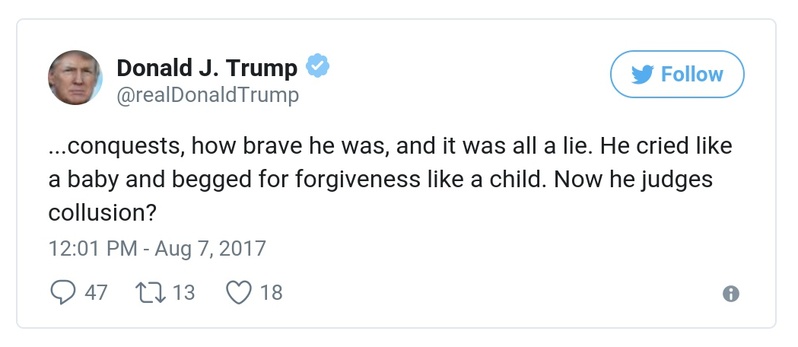 Donald J. Trump
@realDonaldTrump
Follow
...conquests, how brave he was, and it was all a lie. He cried like
a baby and begged for forgiveness like a child. Now he judges
collusion?
12:01 PM - Aug 7, 2017
47 13 18